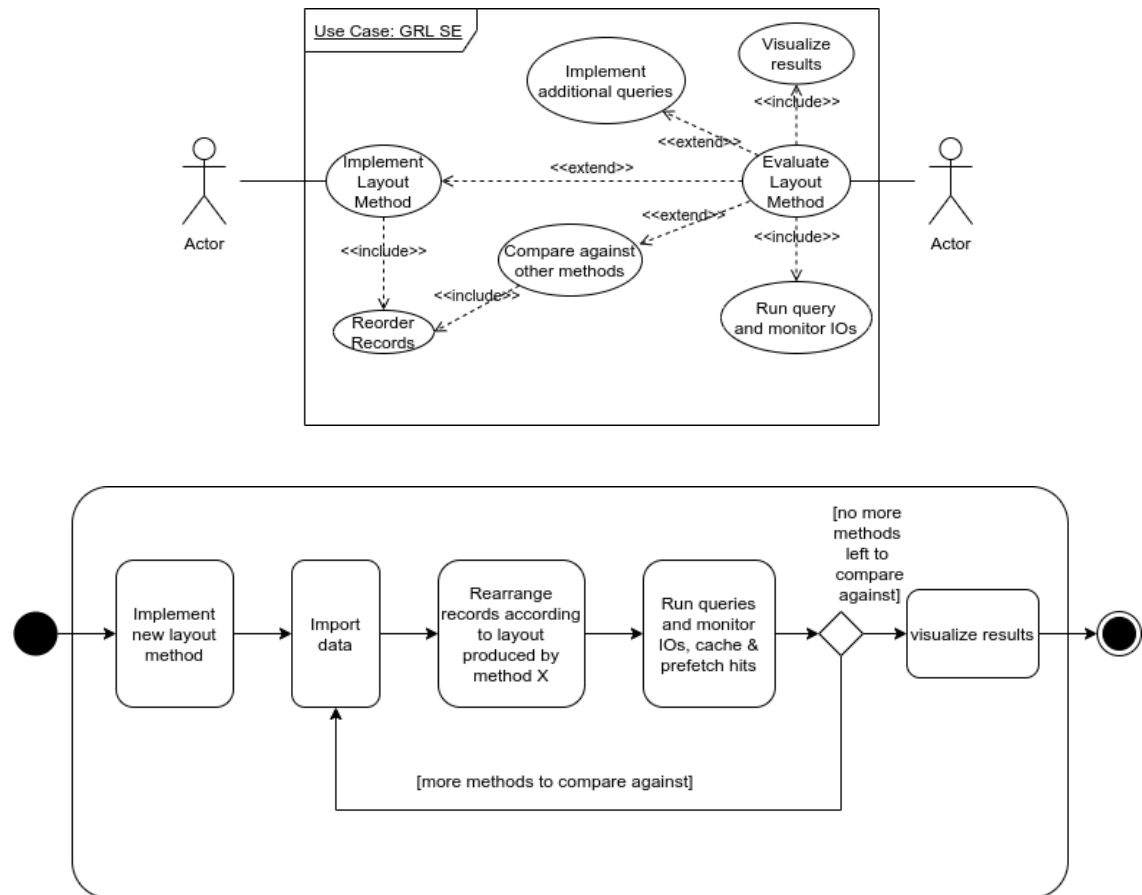 Use Case: GRL SE
Visualize
results
Implement
additional queries
<<include>>
<<extend>>
Implement
Layout
Method
<<extend>>
Evaluate
Layout
Method
<<extend>>
Actor
Actor
<<include>>
Compare against
other methods
<<include>>
<<include>>
Run query
and monitor IOs
Reorder
Records
[no more
methods
left to
compare
against]
Implement
new layout
method
Import
data
Rearrange
records according
to layout
produced by
method X
Run queries
and monitor
IOs, cache &
prefetch hits
visualize results
[more methods to compare against]